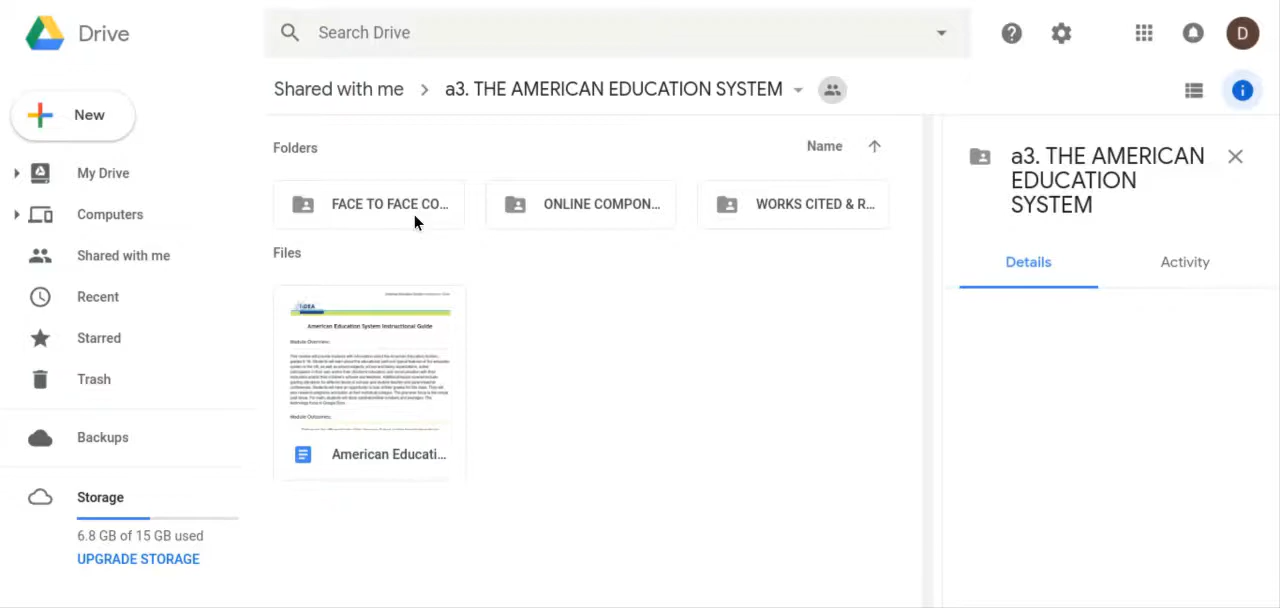 Drive
Search Drive
D
Shared with me > a3. THE AMERICAN EDUCATION SYSTEM
New
My Drive
Computers
Shared with me
Recent
Starred
Trash
Backups
Storage
6.8 GB of 15 GB used
UPGRADE STORAGE
Folders
Name
FACE TO FACE CO...
ONLINE COMPON...
WORKS CITED & R...
Files
American Education System Instructional Guide
Module Overview:
Module Outcomes:
American Educati...
a3. THE AMERICAN
EDUCATION
SYSTEM
Details
Activity